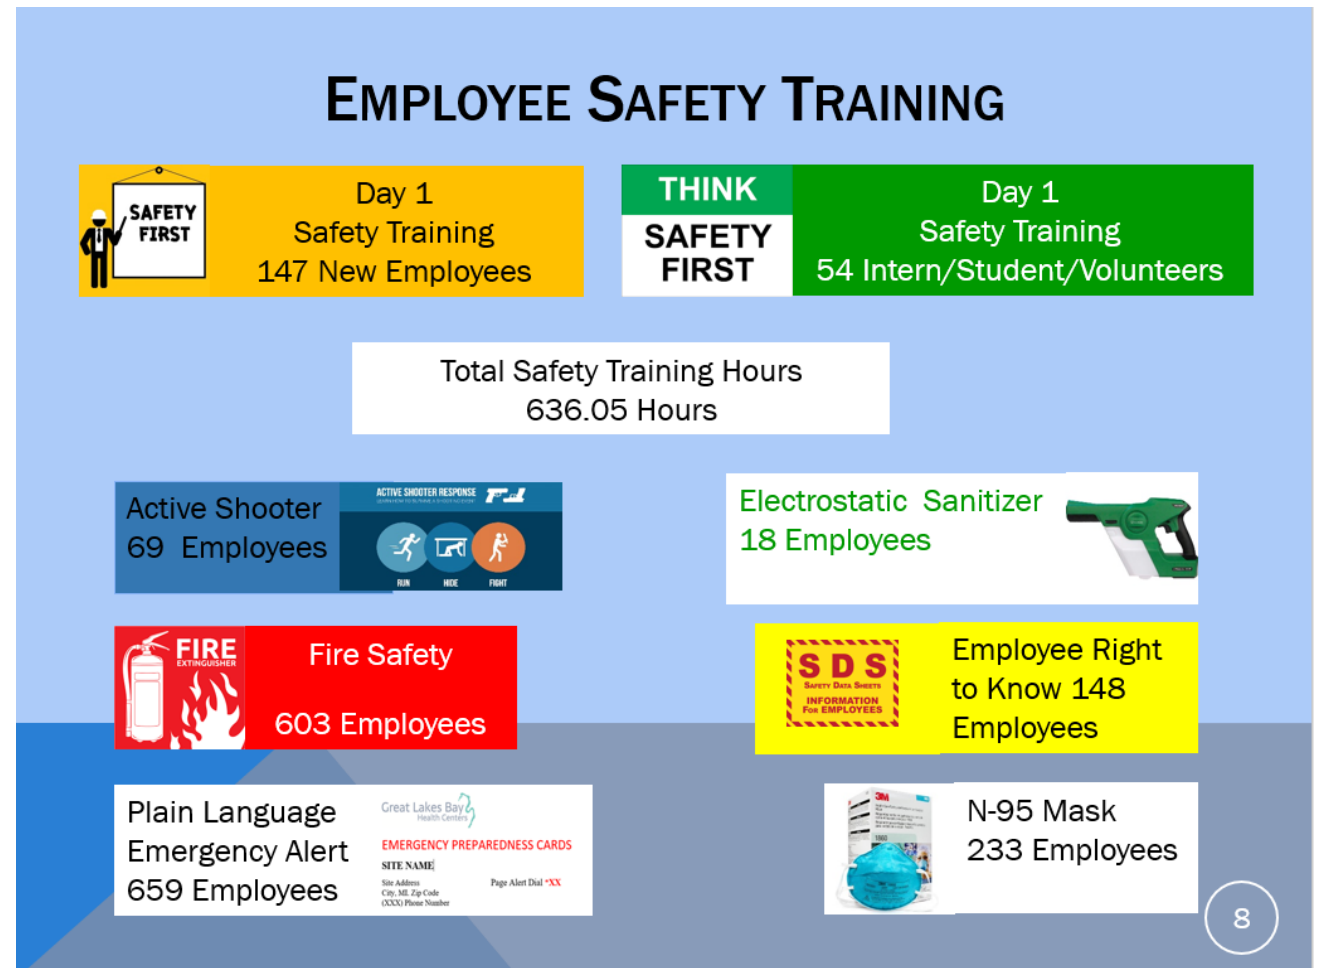 EMPLOYEE SAFETY TRAINING
SAFETY
FIRST
Day 1
Safety Training
147 New Employees
THINK
SAFETY
FIRST
Day 1
Safety Training
54 Intern/Student/Volunteers
Total Safety Training Hours
636.05 Hours
Active Shooter
69 Employees
ACTIVE SHOOTER RESPONSE
RUN
HIDE
FIGHT
Electrostatic Sanitizer
18 Employees
FIRE
EXTINGUISHER
Fire Safety
603 Employees
SDS
SAFETY DATA SHEETS
INFORMATION
FOR EMPLOYEES
Employee Right
to Know 148
Employees
Plain Language
Emergency Alert
659 Employees
Great Lakes Bay
Health Centers
EMERGENCY PREPAREDNESS CARDS
SITE NAME
Site Address
City, MI. Zip Code
(XXX) Phone Number
Page Alert Dial *XX
3M
1860
N-95 Mask
233 Employees
8